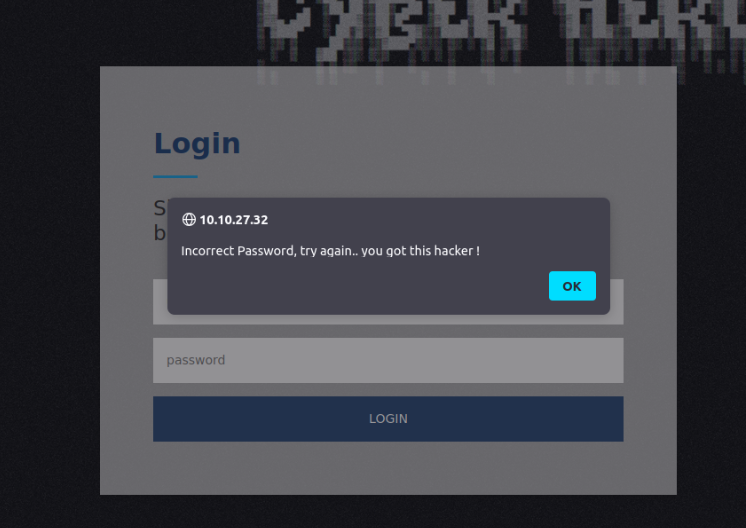 CYBER HERO
Login
S
10.10.27.32
b
Incorrect Password, try again.. you got this hacker !
OK
password
LOGIN